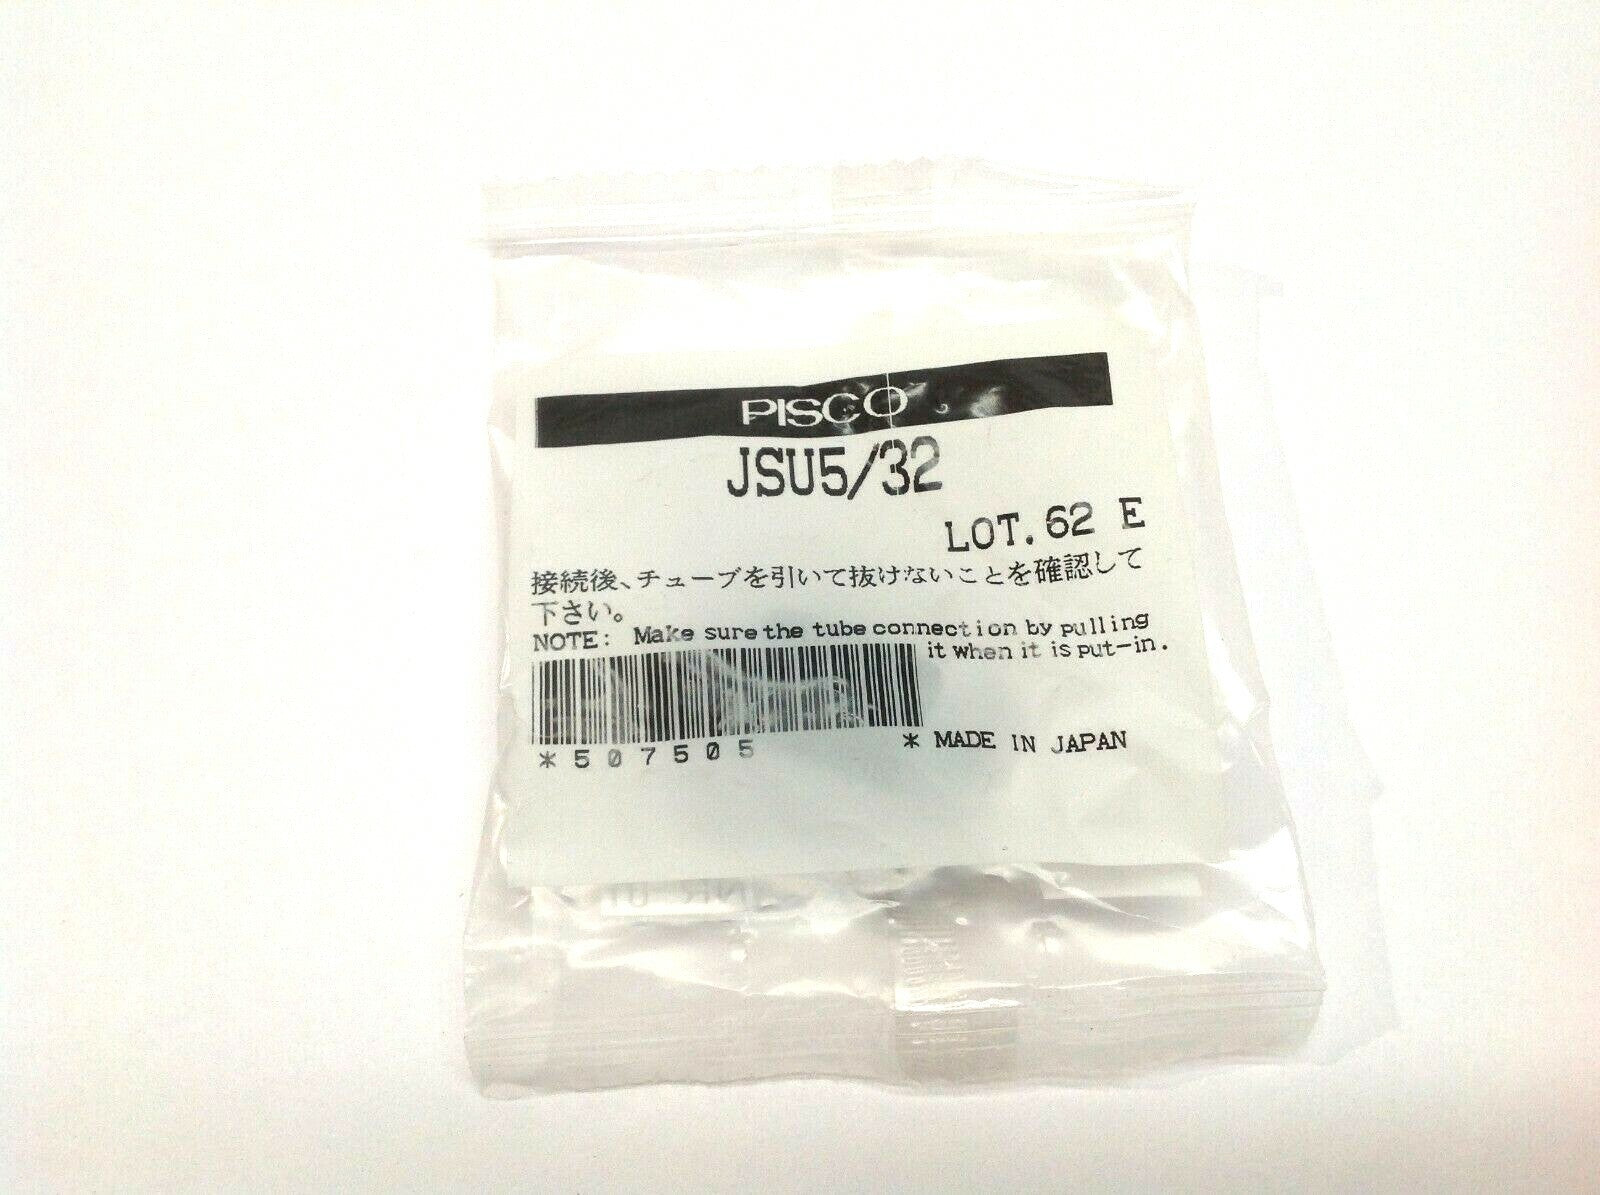 PISCO
JSU5/32
LOT.62 E
接続後、チューブを引いて抜けないことを確認して
下さい。
NOTE: Make sure the tube connection by pulling
it when it is put-in.
*507505 * MADE IN JAPAN